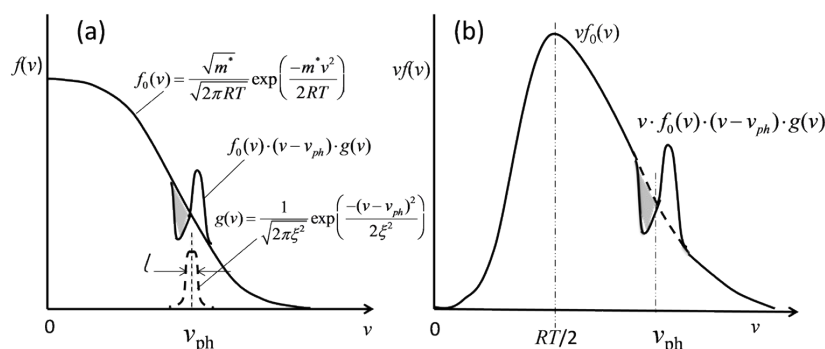 (a)
f(v)
f₀(v) = √m* / √2πRT exp(−m*v² / 2RT)
f₀(v)·(v−vₚₕ)·g(v)
g(v) = 1 / √2πξ² exp(−(v−vₚₕ)² / 2ξ²)
l
0
vₚₕ
v
(b)
vf(v)
vf₀(v)
v·f₀(v)·(v−vₚₕ)·g(v)
0
RT/2
vₚₕ
v